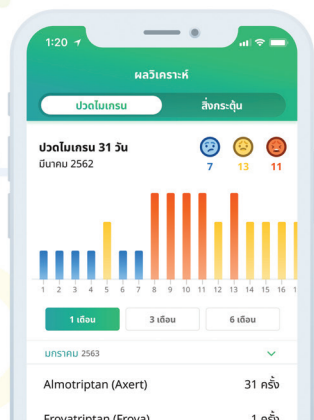 1:20
ผลวิเคราะห์
ปวดไมเกรน สิ่งกระตุ้น
ปวดไมเกรน 31 วัน
มีนาคม 2562
7 13 11
1 2 3 4 5 6 7 8 9 10 11 12 13 14 15 16
1 เดือน 3 เดือน 6 เดือน
มกราคม 2563
Almotriptan (Axert) 31 ครั้ง
Frovatriptan (Frova) 1 ครั้ง